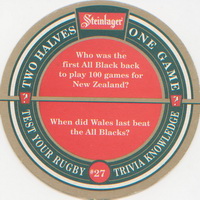 Steinlager
TWO HALVES ONE GAME
Who was the
first All Black back
to play 100 games for
New Zealand?
? ?
When did Wales last beat
the All Blacks?
TEST YOUR RUGBY #27 TRIVIA KNOWLEDGE